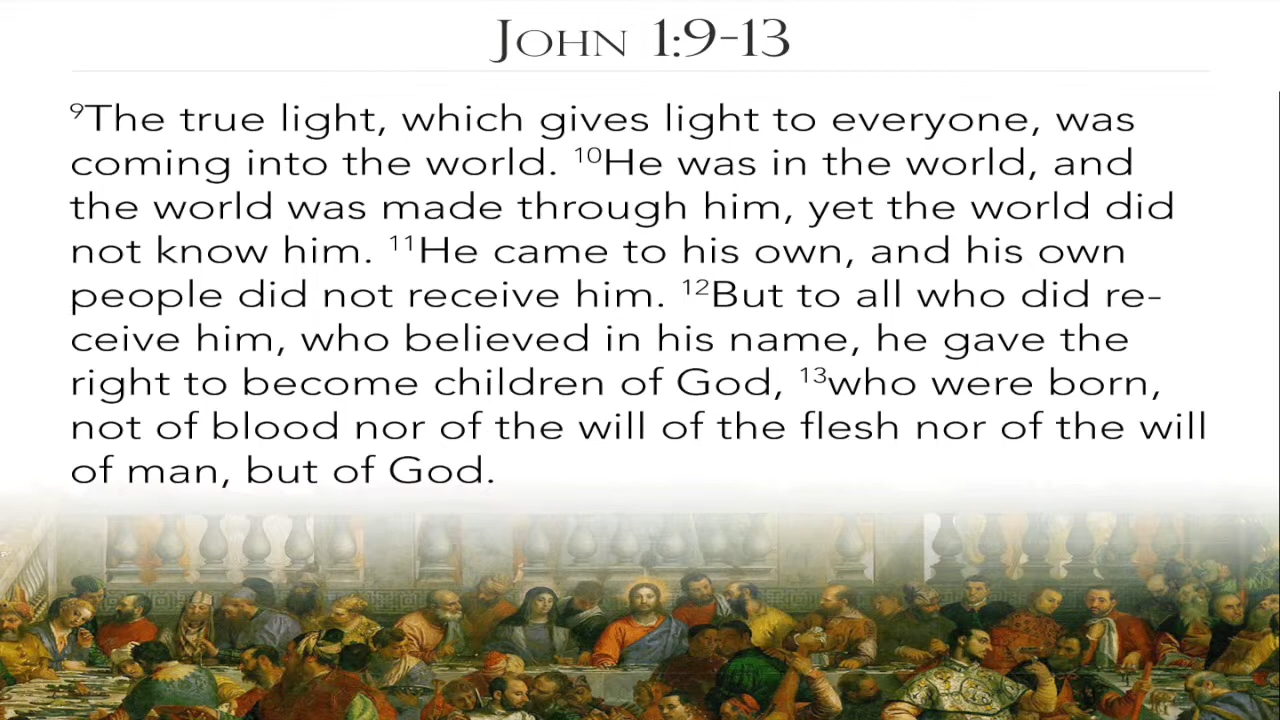 John 1:9-13
⁹The true light, which gives light to everyone, was
coming into the world. ¹⁰He was in the world, and
the world was made through him, yet the world did
not know him. ¹¹He came to his own, and his own
people did not receive him. ¹²But to all who did re-
ceive him, who believed in his name, he gave the
right to become children of God, ¹³who were born,
not of blood nor of the will of the flesh nor of the will
of man, but of God.